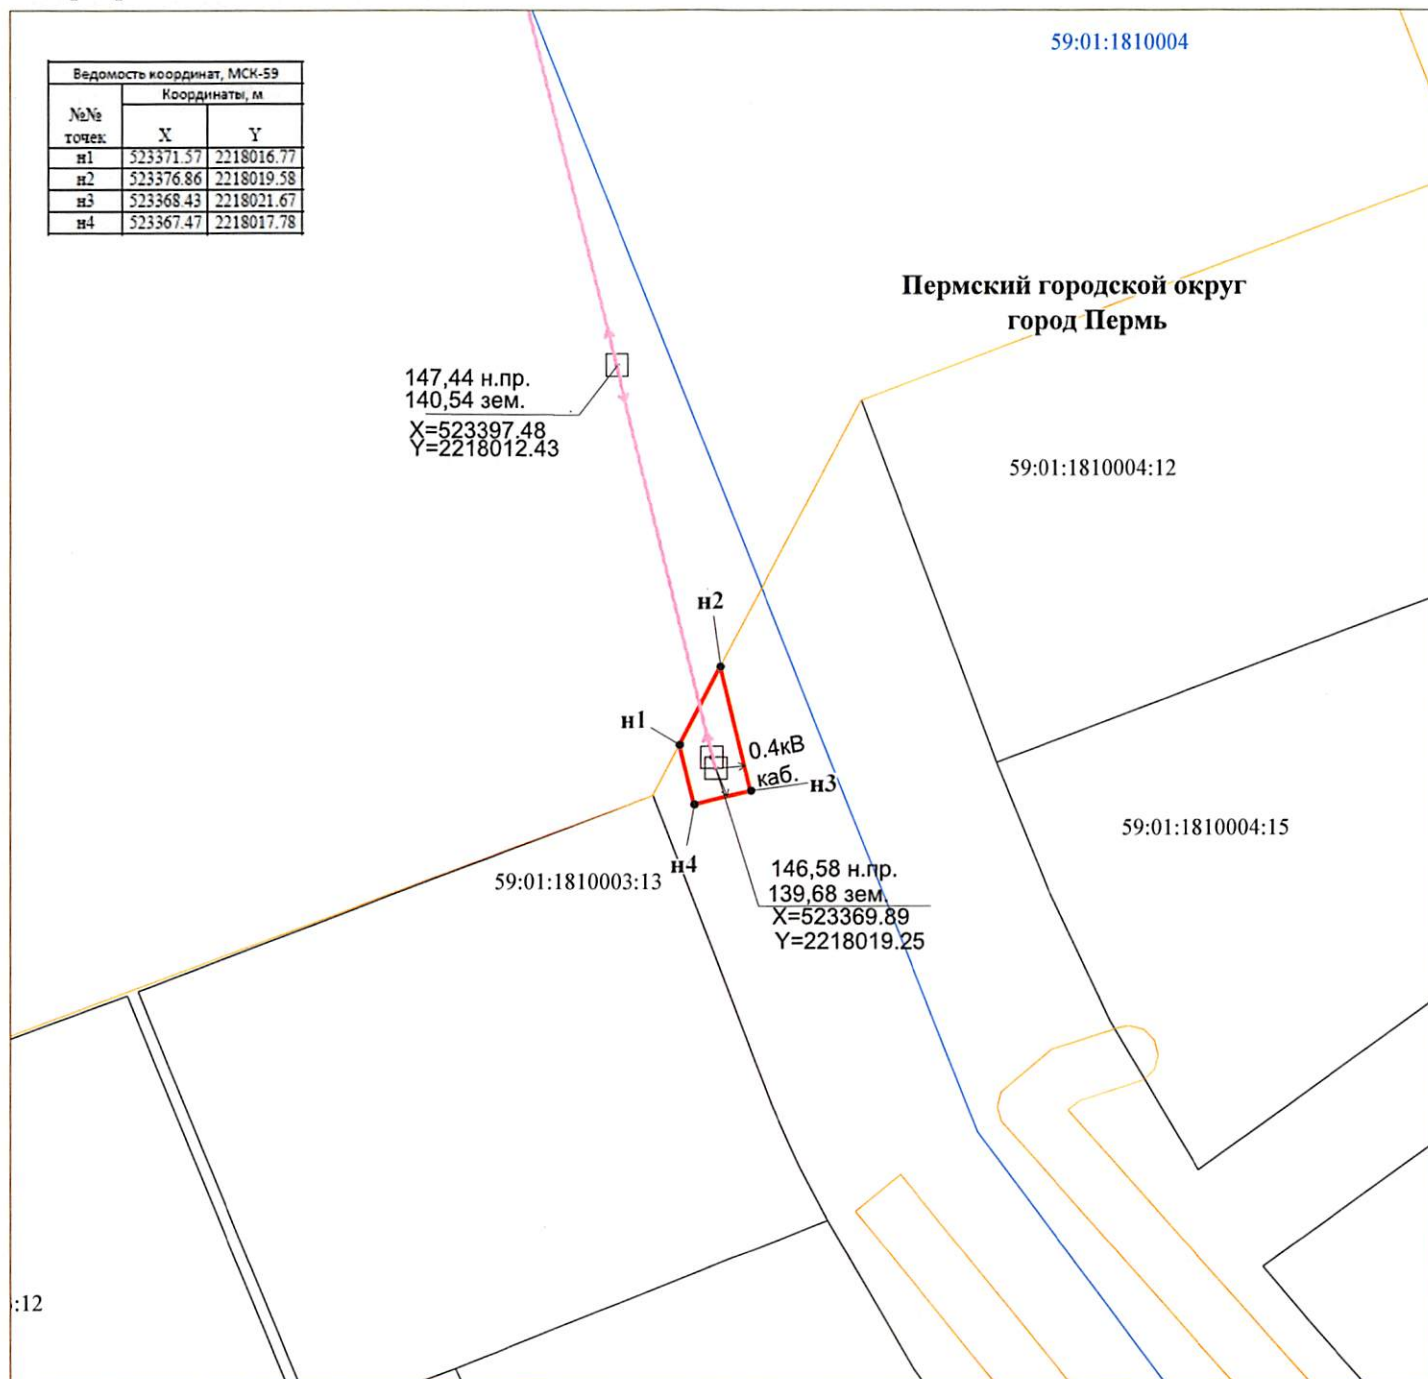 59:01:1810004
Ведомость координат, МСК-59
№№ точек
Координаты, м
X Y
н1 523371.57 2218016.77
н2 523376.86 2218019.58
н3 523368.43 2218021.67
н4 523367.47 2218017.78
Пермский городской округ
город Пермь
147,44 н.пр.
140,54 зем.
X=523397.48
Y=2218012.43
59:01:1810004:12
н2
н1
0.4кВ
каб.
н3
59:01:1810004:15
н4
59:01:1810003:13
146,58 н.пр.
139,68 зем.
X=523369.89
Y=2218019.25
:12